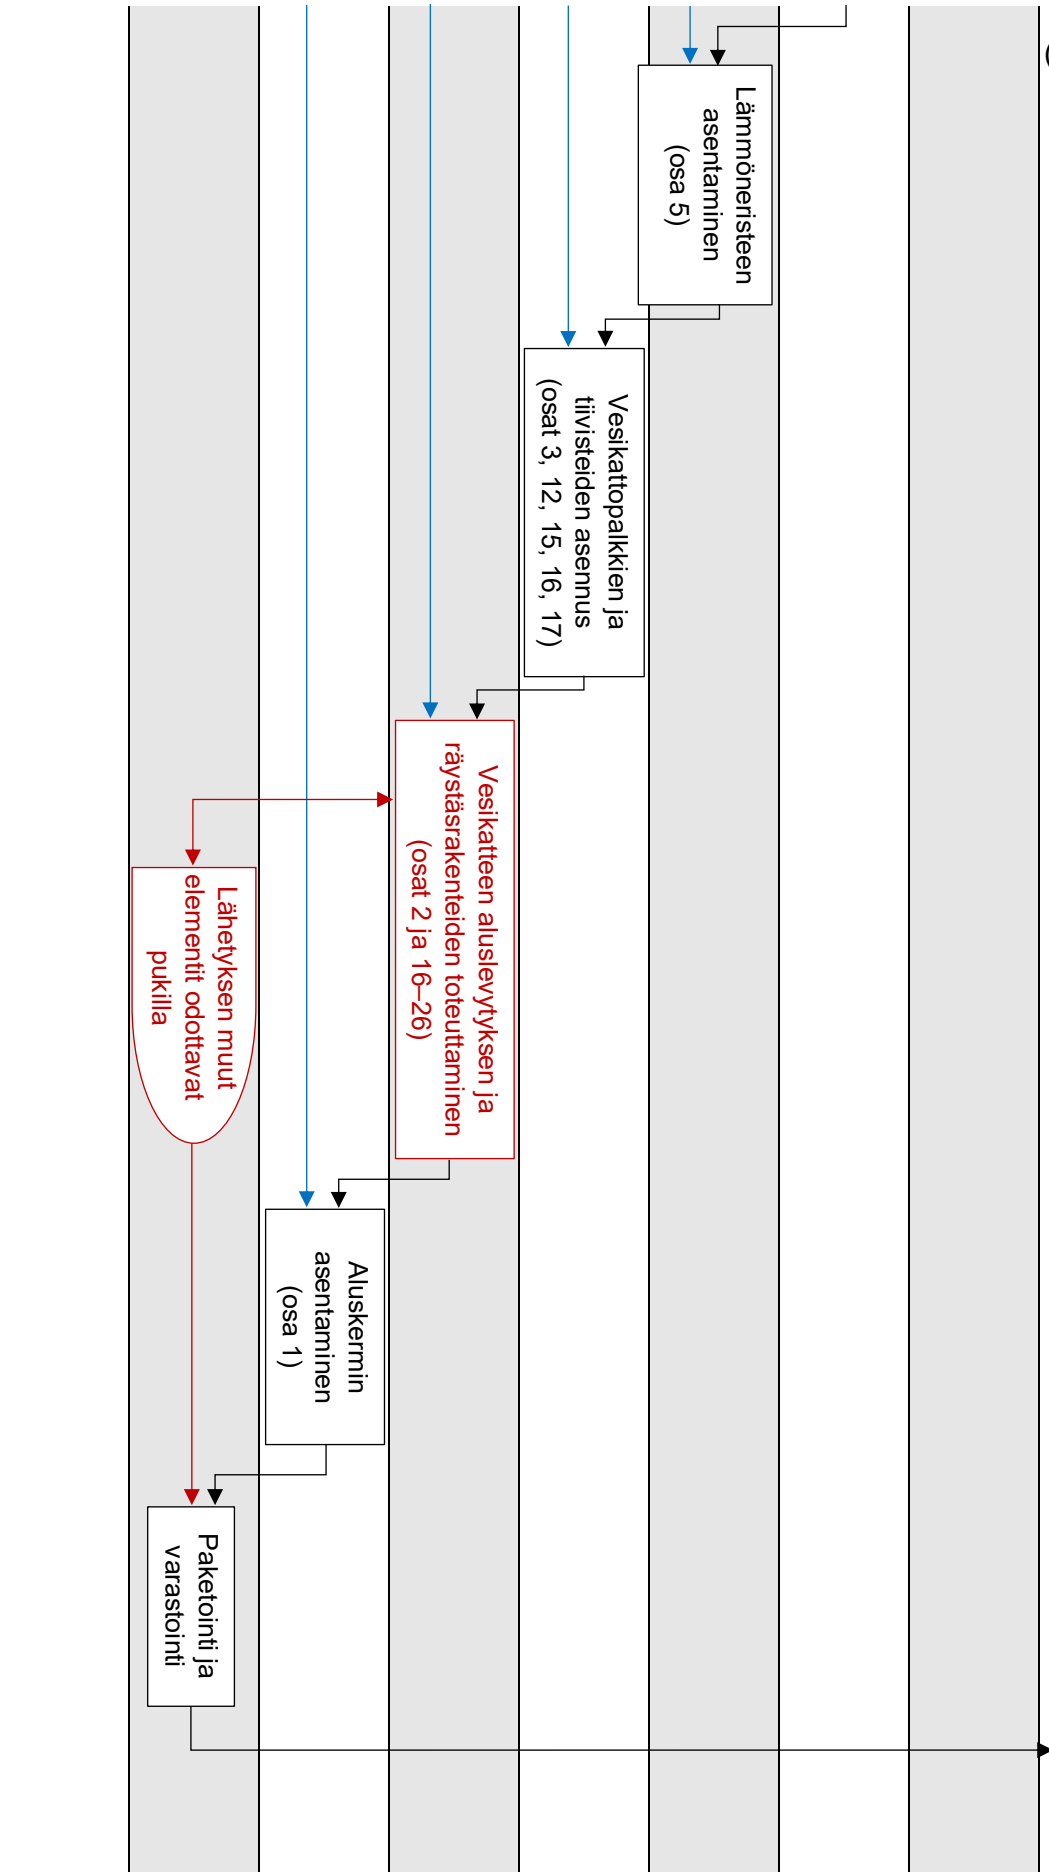 Lämmöneristeen
asentaminen
(osa 5)
Vesikattopalkkien ja
tiivisteiden asennus
(osat 3, 12, 15, 16, 17)
Vesikatteen aluslevytyksen ja
räystäsrakenteiden toteuttaminen
(osat 2 ja 16–26)
Lähetyksen muut
elementit odottavat
pukilla
Aluskermin
asentaminen
(osa 1)
Paketointi ja
varastointi